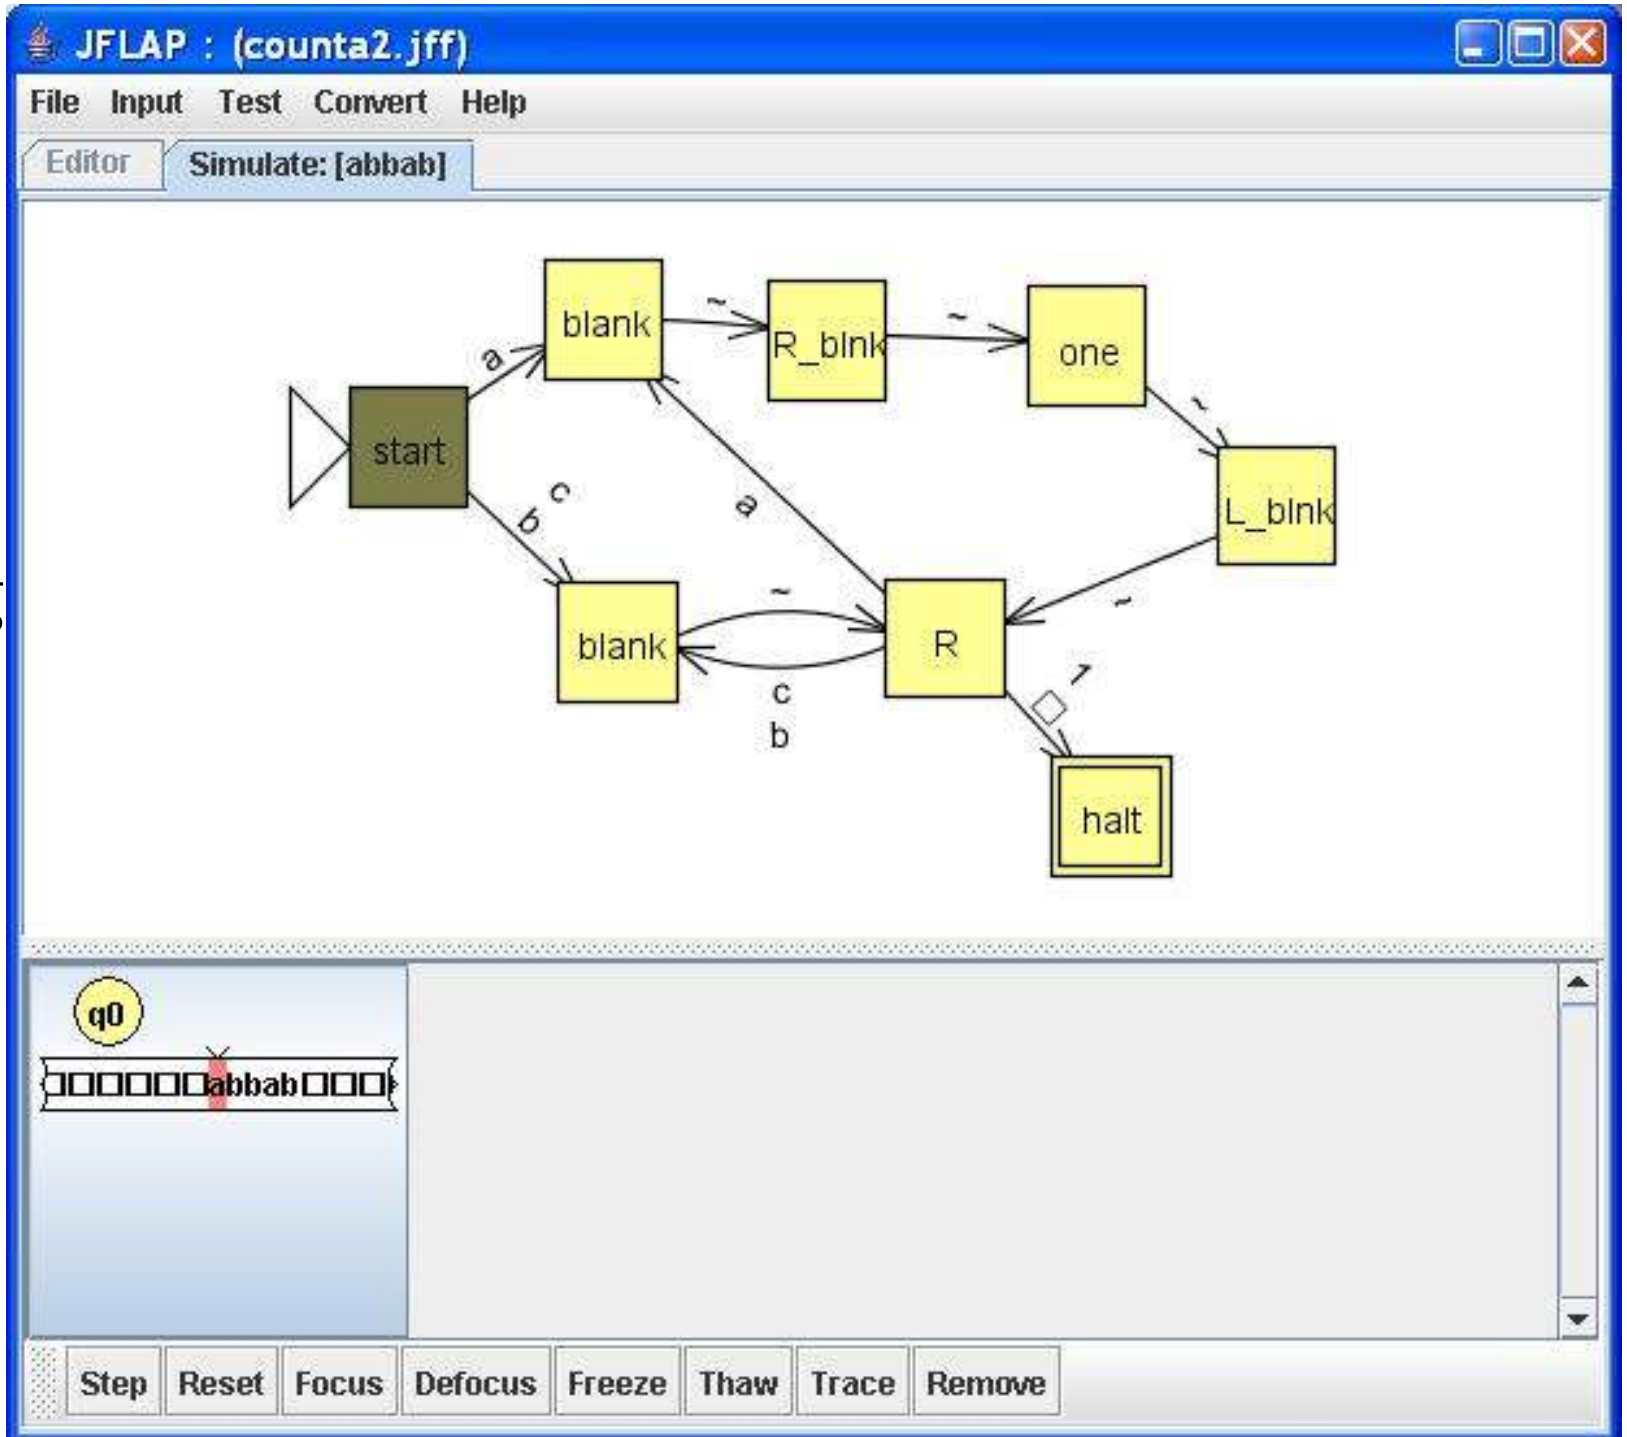 JFLAP : (counta2.jff)
File Input Test Convert Help
Editor Simulate: [abbab]
blank ~ R_blnk ~ one
a ~
start
c
b a
L_blnk
~ ~
blank R
c 1
b □
halt
q0
□□□□□□abbab□□□
Step Reset Focus Defocus Freeze Thaw Trace Remove